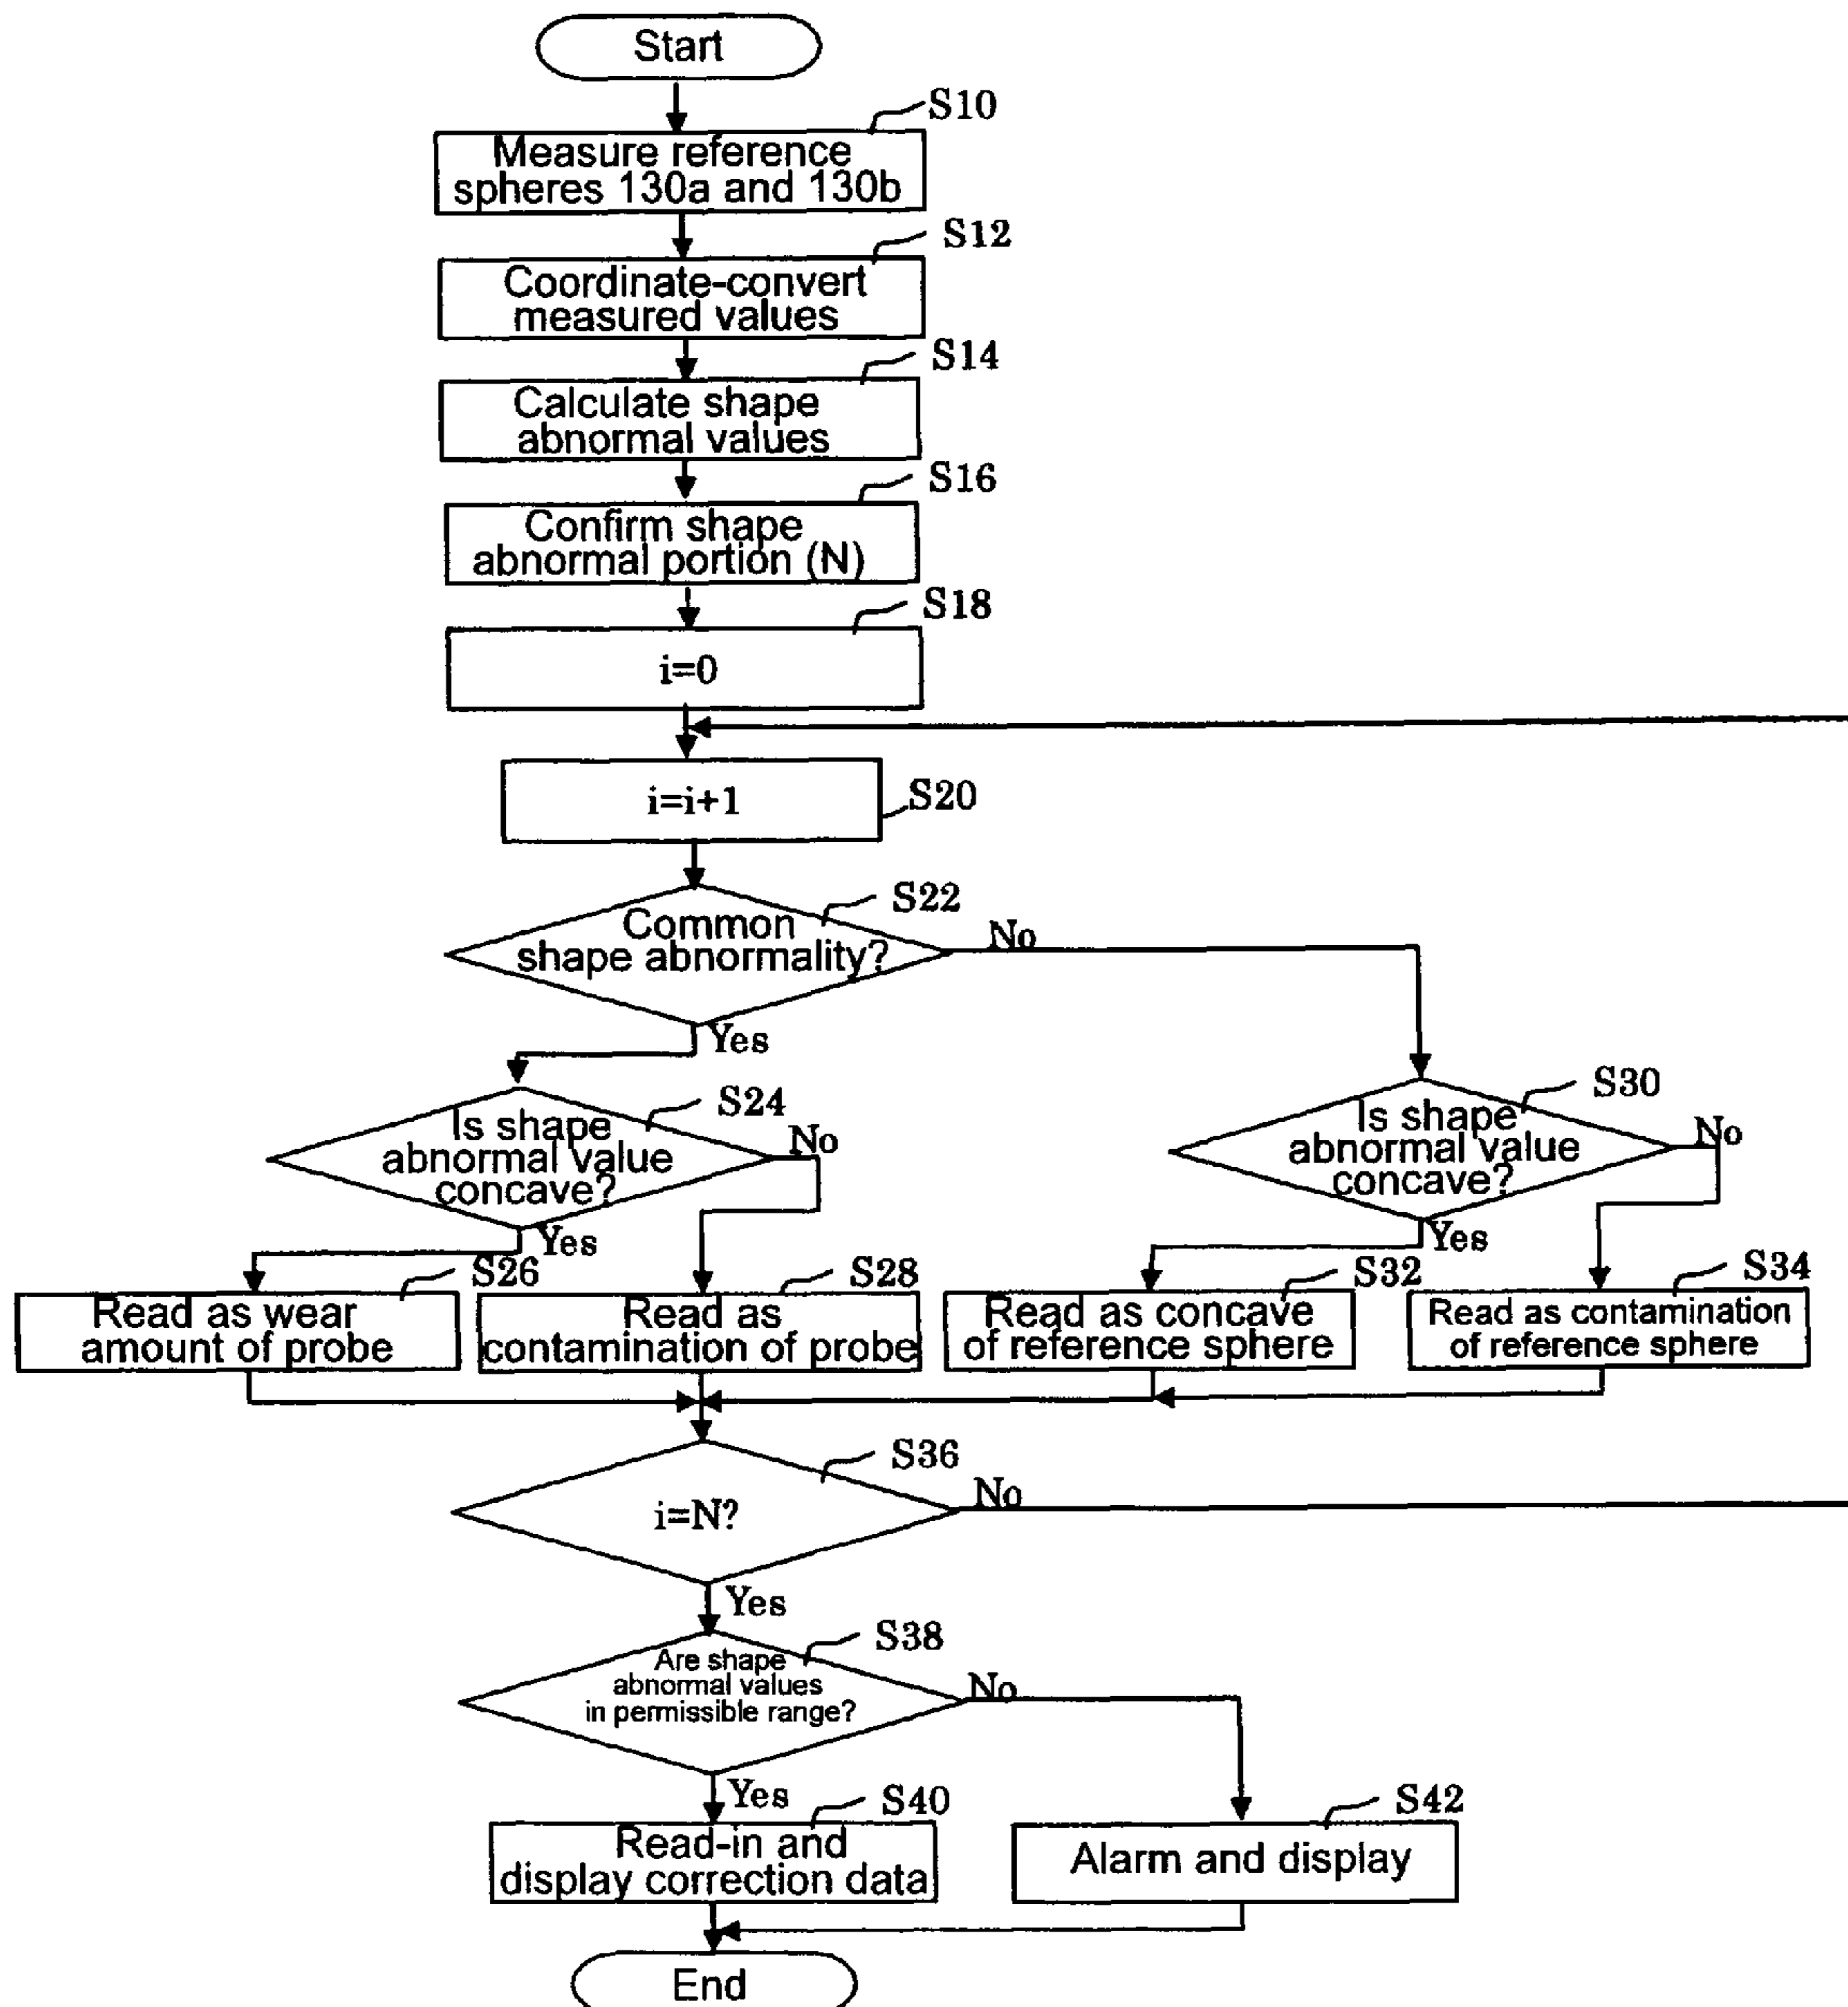 Start
S10
Measure reference
spheres 130a and 130b
S12
Coordinate-convert
measured values
S14
Calculate shape
abnormal values
S16
Confirm shape
abnormal portion (N)
S18
i=0
i=i+1
S20
S22
Common
shape abnormality?
No
Yes
S24
Is shape
abnormal value
concave?
No
Yes
S30
Is shape
abnormal value
concave?
No
Yes
S26
Read as wear
amount of probe
S28
Read as
contamination of probe
S32
Read as concave
of reference sphere
S34
Read as contamination
of reference sphere
S36
i=N?
No
Yes
S38
Are shape
abnormal values
in permissible range?
No
Yes
S40
Read-in and
display correction data
S42
Alarm and display
End